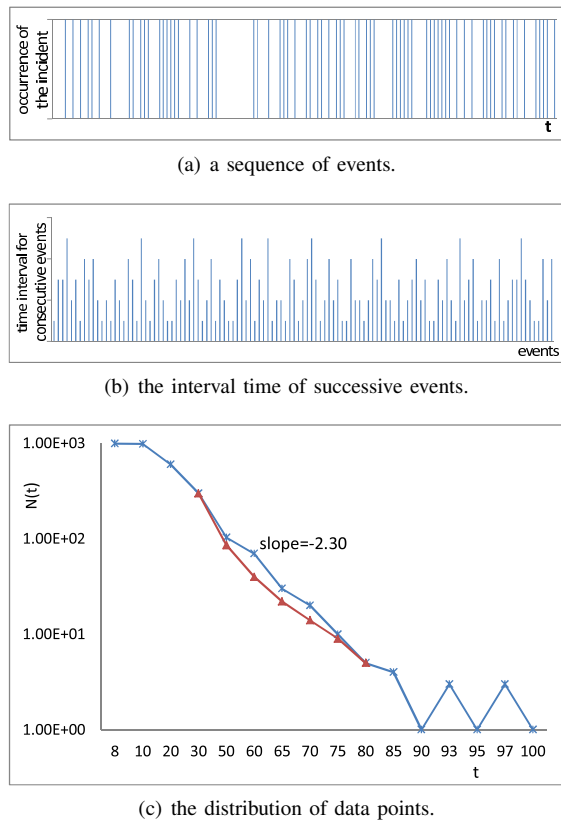 occurrence of
the incident
t
(a) a sequence of events.
time interval for
consecutive events
events
(b) the interval time of successive events.
1.00E+03
1.00E+02
1.00E+01
1.00E+00
N(t)
slope=-2.30
8 10 20 30 50 60 65 70 75 80 85 90 93 95 97 100
t
(c) the distribution of data points.